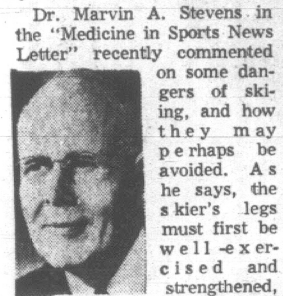 Dr. Marvin A. Stevens in
the "Medicine in Sports News
Letter" recently commented
on some dan-
gers of ski-
ing, and how
they may
perhaps be
avoided. As
he says, the
skier's legs
must first be
well-exer-
cised and
strengthened,